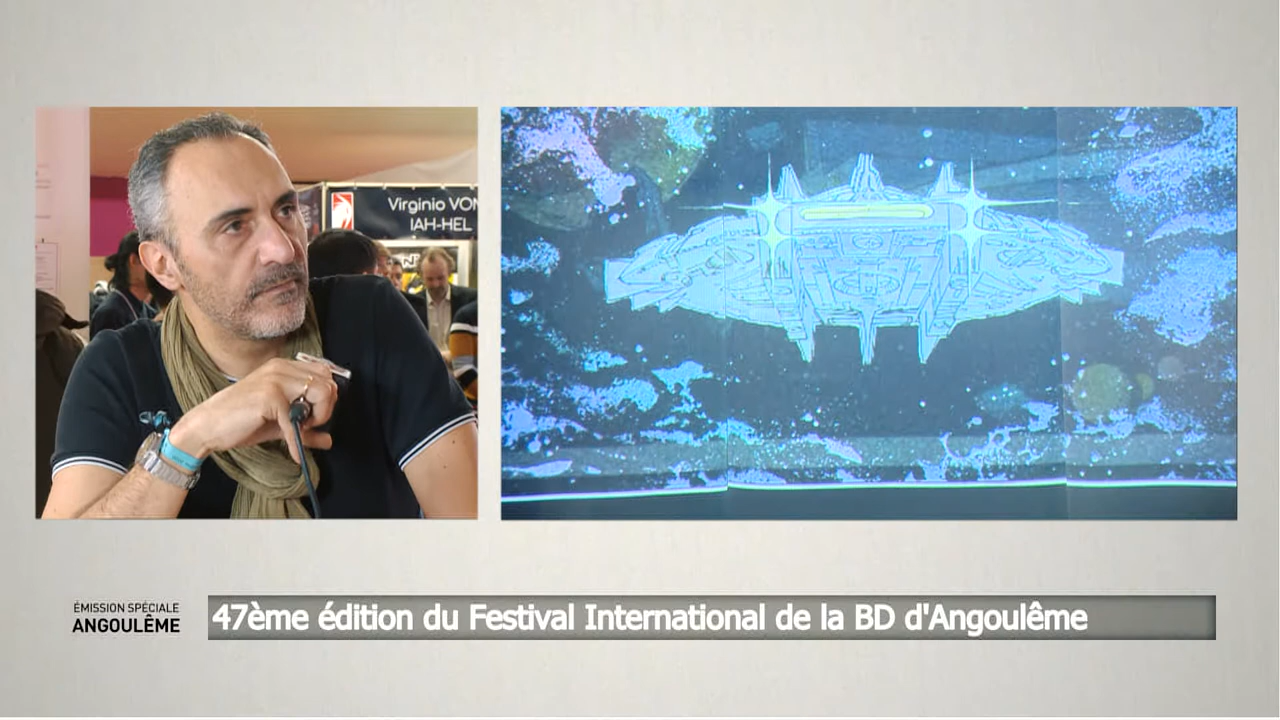 Virginio VON
IAH-HEL
ÉMISSION SPÉCIALE
ANGOULÊME
47ème édition du Festival International de la BD d'Angoulême